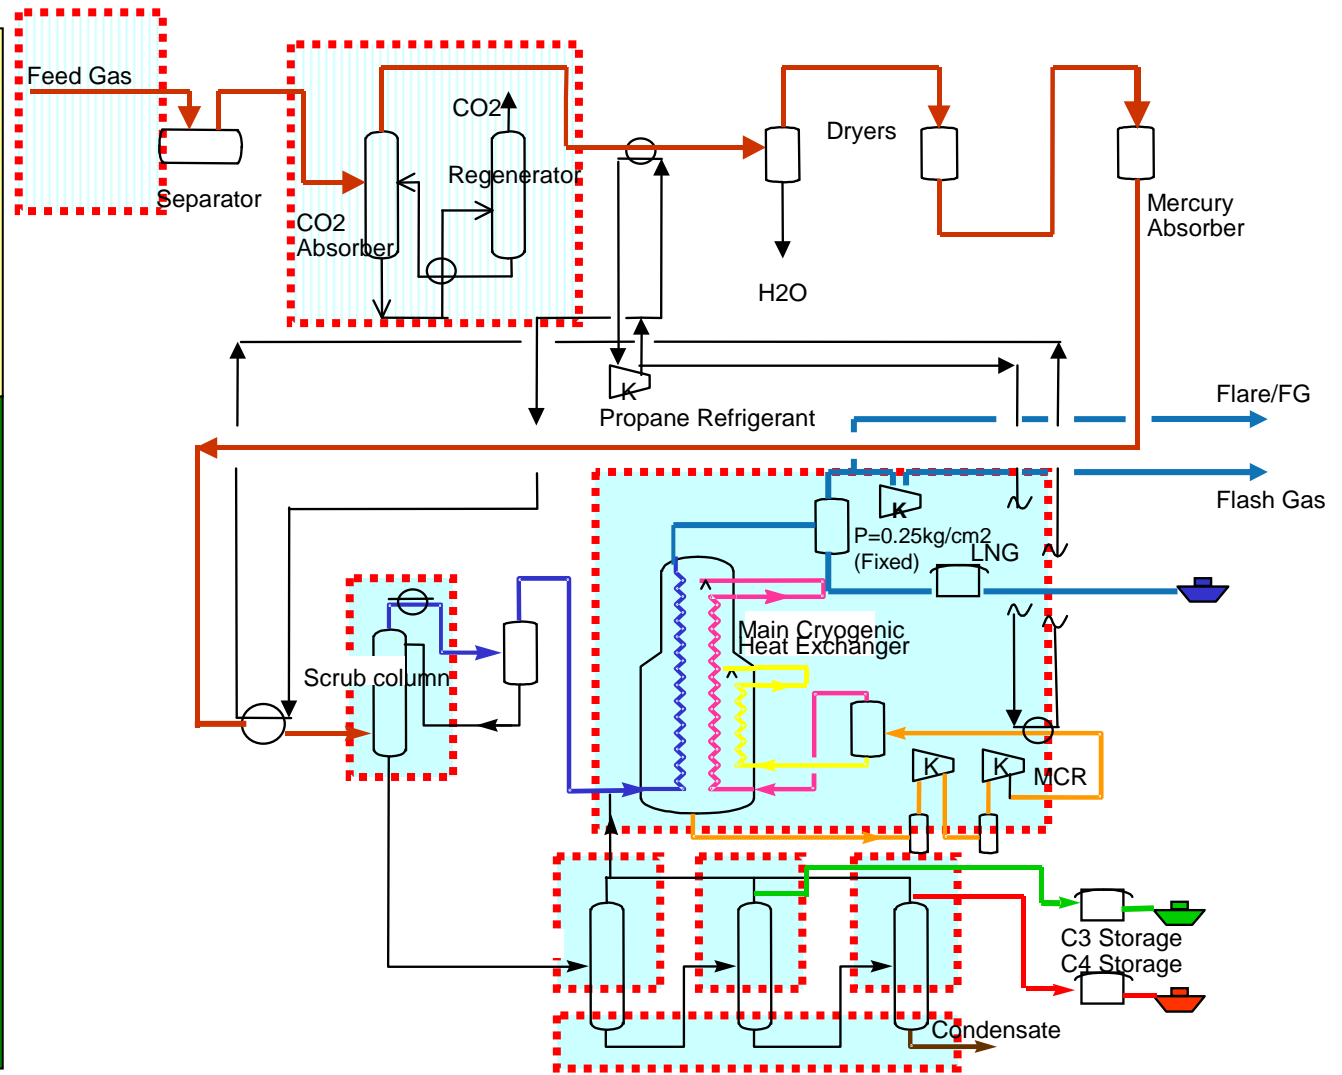 Feed Gas
CO2
Dryers
Separator
Regenerator
CO2
Absorber
Mercury
Absorber
H2O
K
Propane Refrigerant
Flare/FG
Flash Gas
K
P=0.25kg/cm2
(Fixed)
LNG
Main Cryogenic
Heat Exchanger
Scrub column
K
K
MCR
C3 Storage
C4 Storage
Condensate